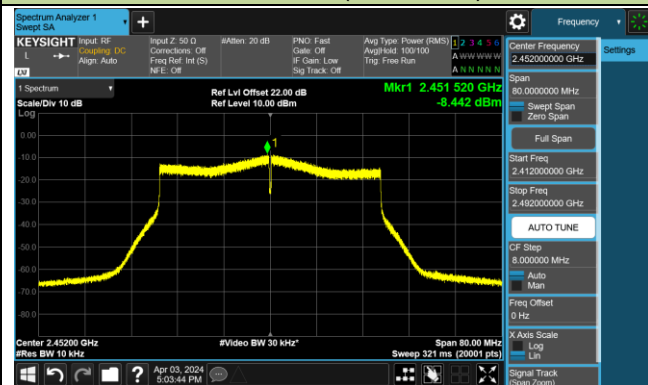 Spectrum Analyzer 1
Swept SA
+
Frequency
KEYSIGHT Input: RF Input Z: 50 Ω #Atten: 20 dB PNO: Fast Avg Type: Power (RMS) 1 2 3 4 5 6
L Coupling: DC Corrections: Off Gate: Off Avg|Hold: 100/100 A W W W W W
Align: Auto Freq Ref: Int (S) IF Gain: Low Trig: Free Run
LXI NFE: Off Sig Track: Off A N N N N N
1 Spectrum
Scale/Div 10 dB
Log
Ref Lvl Offset 22.00 dB
Ref Level 10.00 dBm
Mkr1 2.451 520 GHz
-8.442 dBm
1
0.00
-10.0
-20.0
-30.0
-40.0
-50.0
-60.0
-70.0
-80.0
Center 2.45200 GHz #Video BW 30 kHz* Span 80.00 MHz
#Res BW 10 kHz Sweep 321 ms (20001 pts)
Apr 03, 2024
5:03:44 PM
Center Frequency
2.452000000 GHz
Settings
Span
80.0000000 MHz
Swept Span
Zero Span
Full Span
Start Freq
2.412000000 GHz
Stop Freq
2.492000000 GHz
AUTO TUNE
CF Step
8.000000 MHz
Auto
Man
Freq Offset
0 Hz
X Axis Scale
Log
Lin
Signal Track
(Span Zoom)